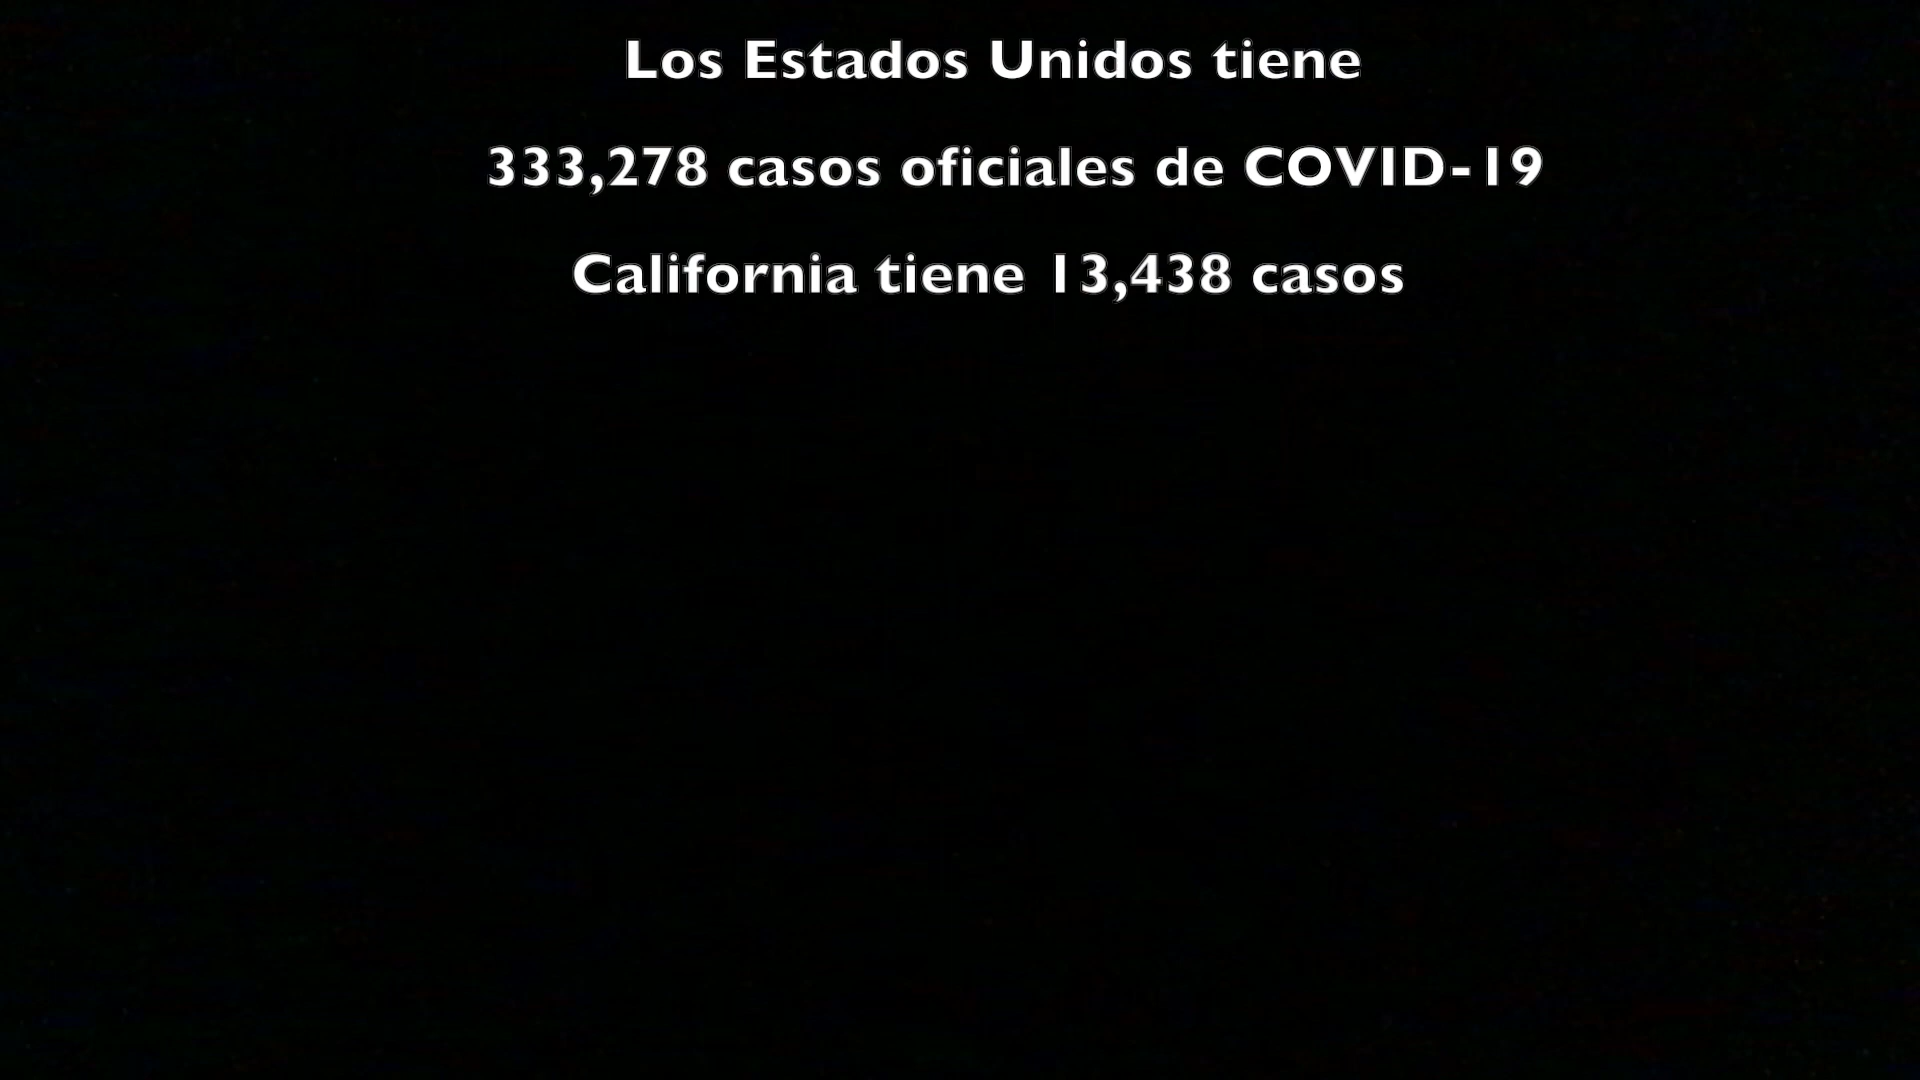 Los Estados Unidos tiene
333,278 casos oficiales de COVID-19
California tiene 13,438 casos